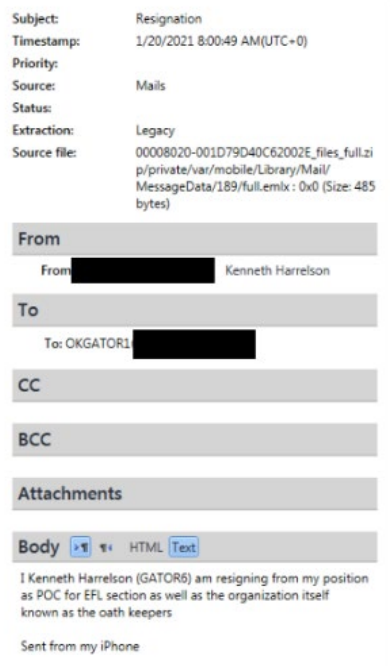 Subject: Resignation
Timestamp: 1/20/2021 8:00:49 AM(UTC+0)
Priority:
Source: Mails
Status:
Extraction: Legacy
Source file: 00008020-001D79D40C62002E_files_full.zi
p/private/var/mobile/Library/Mail/
MessageData/189/full.emlx : 0x0 (Size: 485
bytes)
From
From Kenneth Harrelson
To
To: OKGATOR1
CC
BCC
Attachments
Body HTML Text
I Kenneth Harrelson (GATOR6) am resigning from my position
as POC for EFL section as well as the organization itself
known as the oath keepers
Sent from my iPhone